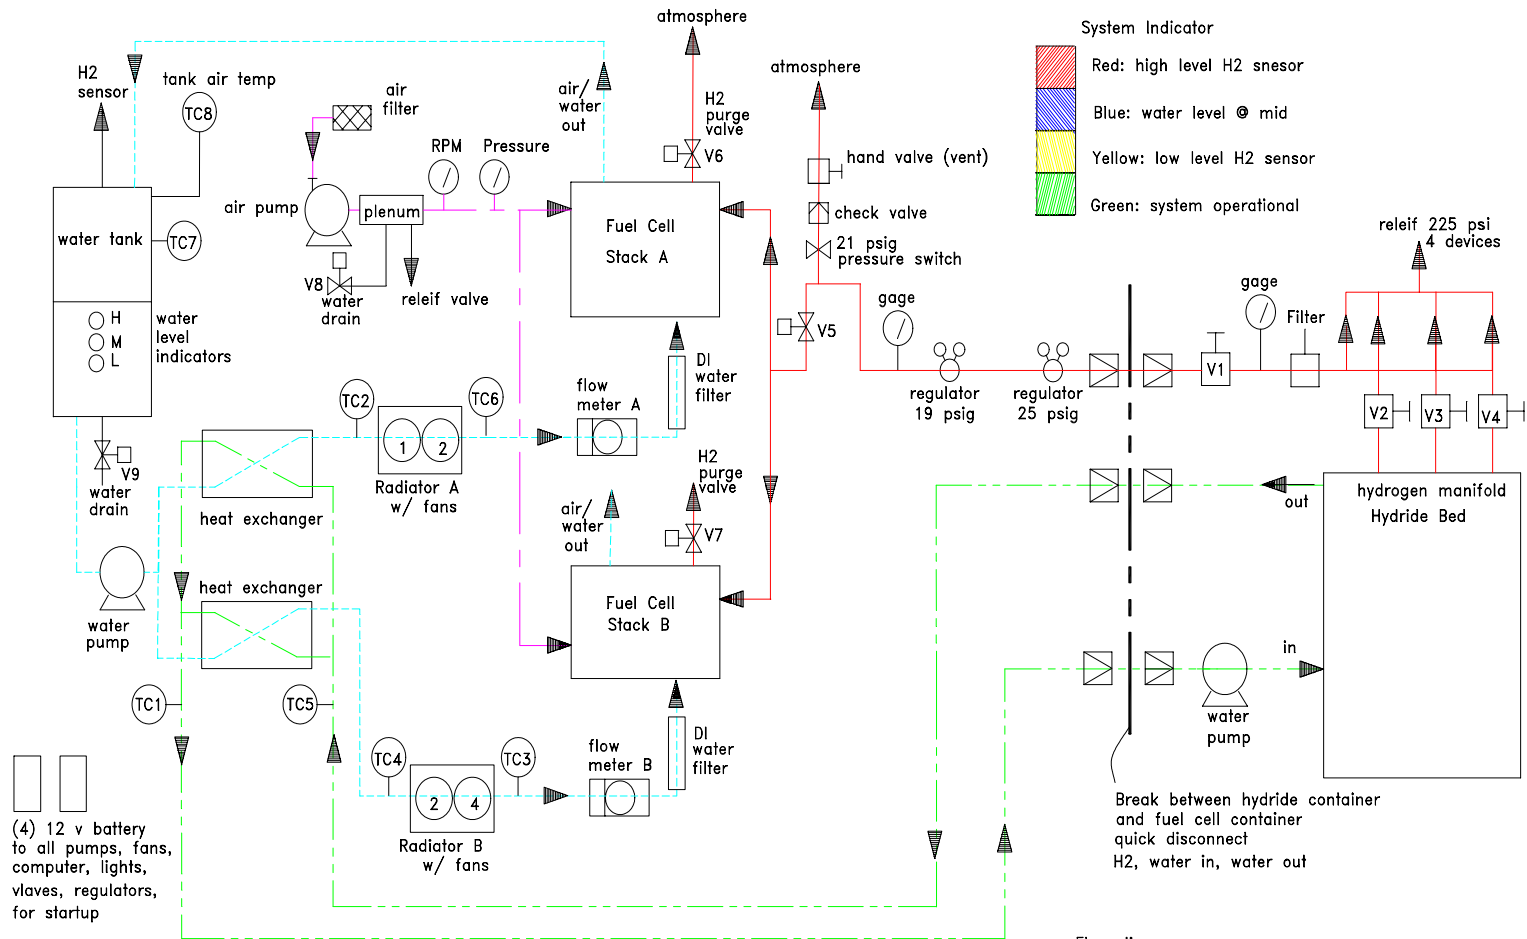 System Indicator
Red: high level H2 snesor
Blue: water level @ mid
Yellow: low level H2 sensor
Green: system operational
atmosphere
atmosphere
H2
sensor
tank air temp
TC8
TC7
water tank
H
M
L
water
level
indicators
air
filter
air pump
plenum
RPM
Pressure
V8
water
drain
releif valve
air/
water
out
H2
purge
valve
V6
Fuel Cell
Stack A
hand valve (vent)
check valve
21 psig
pressure switch
V5
gage
regulator
19 psig
regulator
25 psig
V1
gage
Filter
releif 225 psi
4 devices
V2
V3
V4
hydrogen manifold
Hydride Bed
out
in
water
pump
V9
water
drain
water
pump
heat exchanger
heat exchanger
TC2
1
2
TC6
Radiator A
w/ fans
flow
meter A
DI
water
filter
air/
water
out
H2
purge
valve
V7
Fuel Cell
Stack B
TC1
TC5
TC4
2
4
TC3
Radiator B
w/ fans
flow
meter B
DI
water
filter
(4) 12 v battery
to all pumps, fans,
computer, lights,
vlaves, regulators,
for startup
Break between hydride container
and fuel cell container
quick disconnect
H2, water in, water out